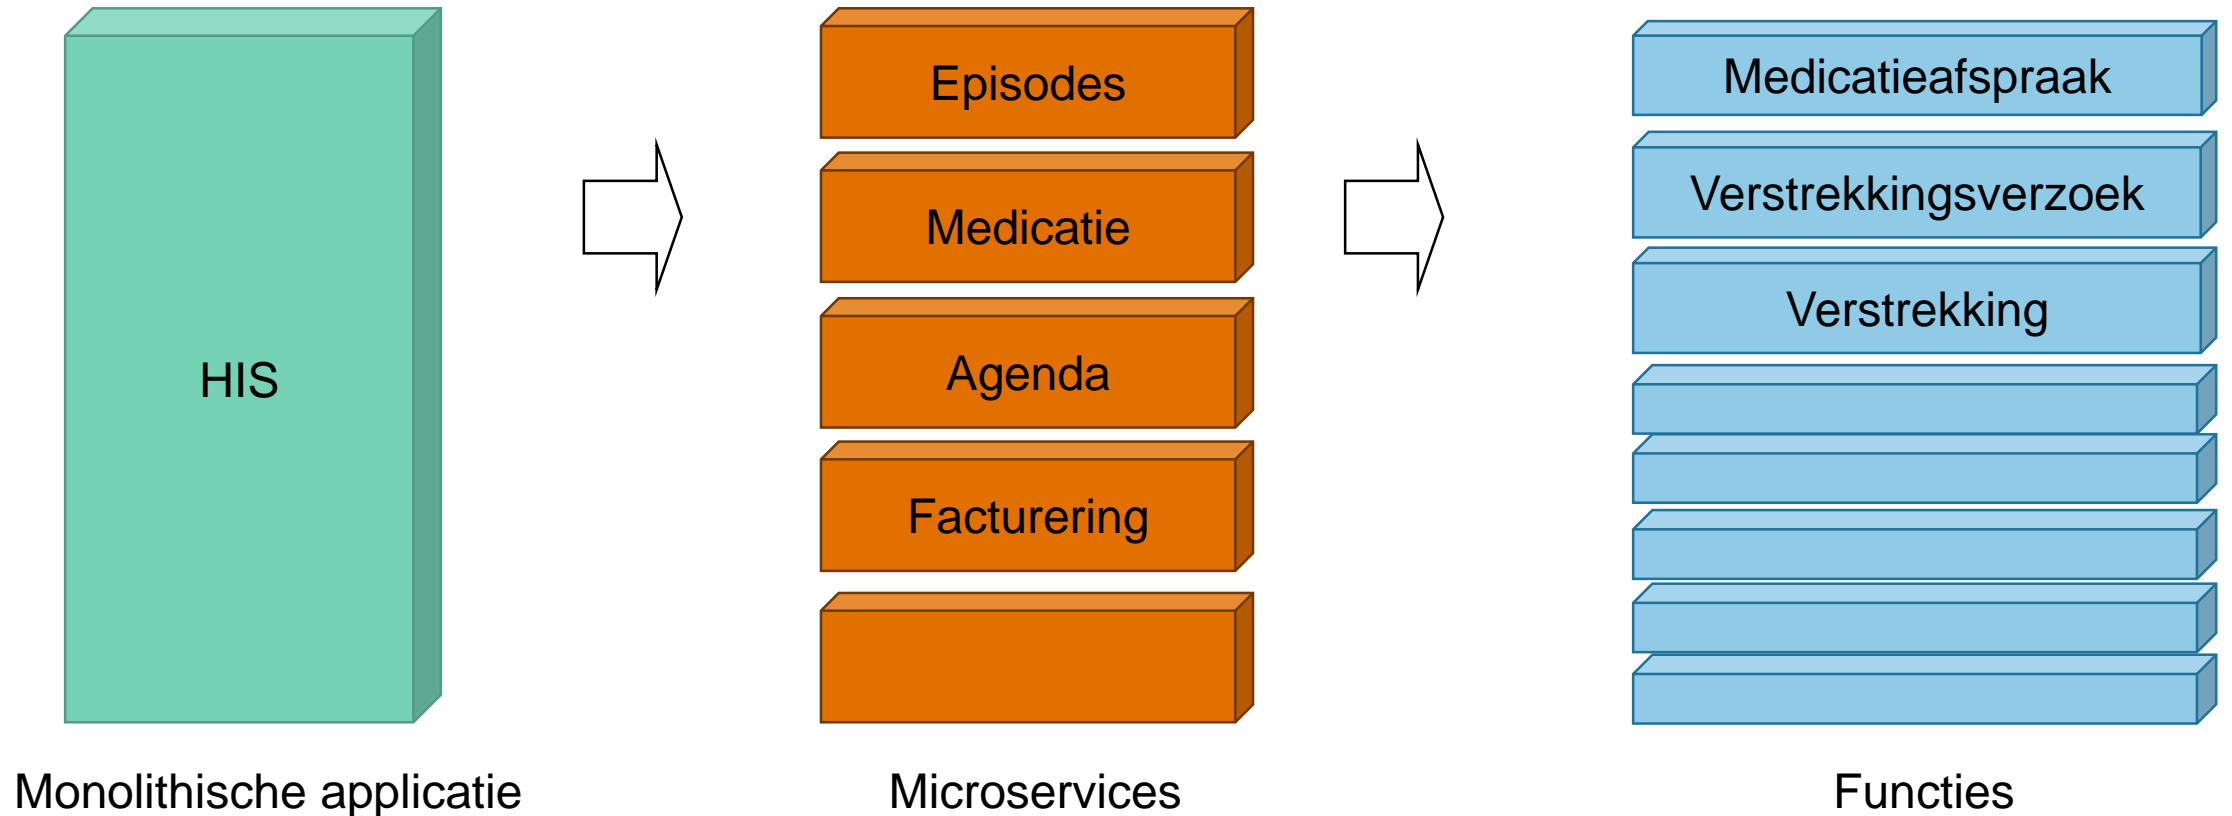 HIS
Monolithische applicatie
Episodes
Medicatie
Agenda
Facturering
Microservices
Medicatieafspraak
Verstrekkingsverzoek
Verstrekking
Functies